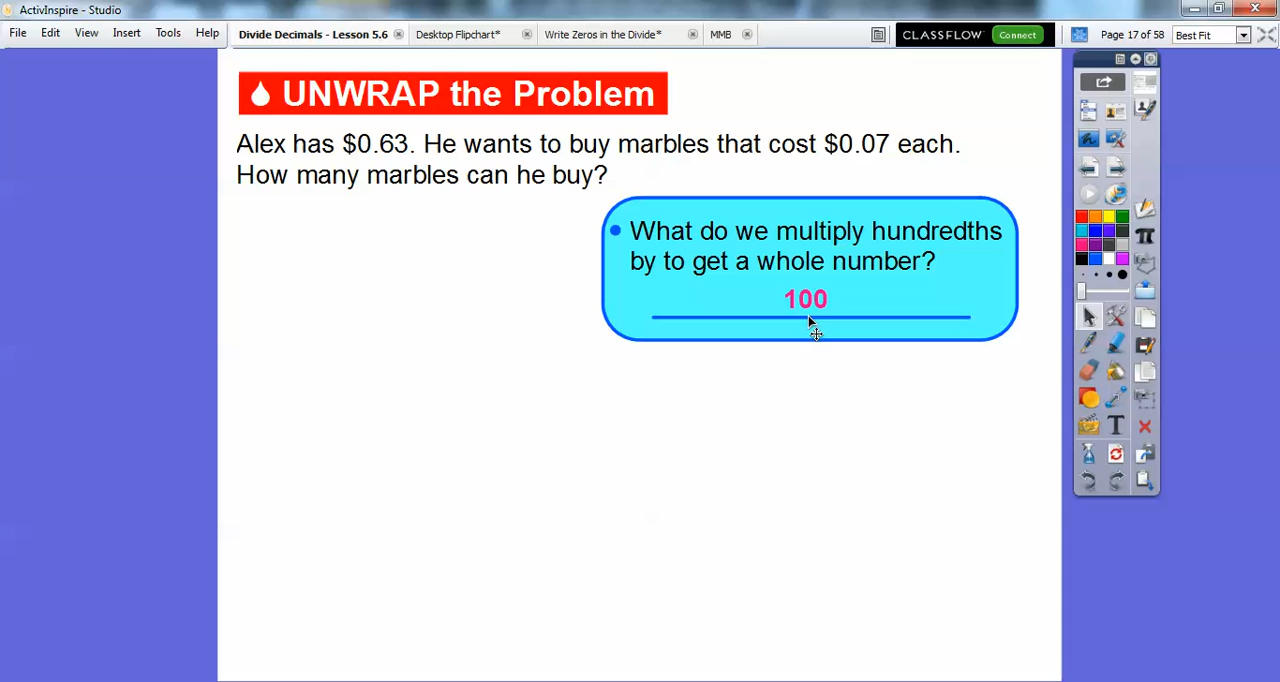 ActivInspire - Studio
File Edit View Insert Tools Help
Divide Decimals - Lesson 5.6
Desktop Flipchart*
Write Zeros in the Divide*
MMB
CLASSFLOW Connect
Page 17 of 58
Best Fit
UNWRAP the Problem
Alex has $0.63. He wants to buy marbles that cost $0.07 each.
How many marbles can he buy?
• What do we multiply hundredths
by to get a whole number?
100